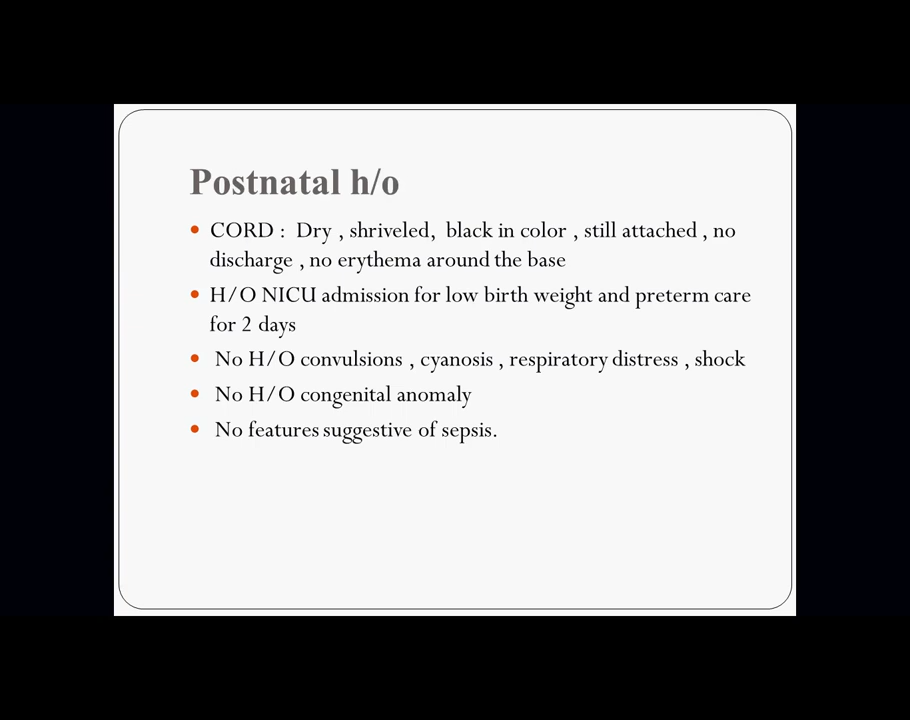 Postnatal h/o
• CORD : Dry , shriveled, black in color , still attached , no
discharge , no erythema around the base
• H/O NICU admission for low birth weight and preterm care
for 2 days
• No H/O convulsions , cyanosis , respiratory distress , shock
• No H/O congenital anomaly
• No features suggestive of sepsis.